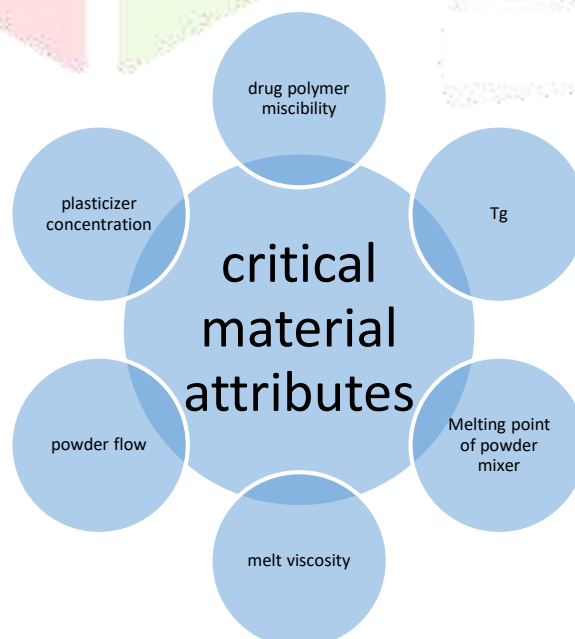 drug polymer
miscibility
plasticizer
concentration
Tg
critical
material
attributes
powder flow
Melting point
of powder
mixer
melt viscosity